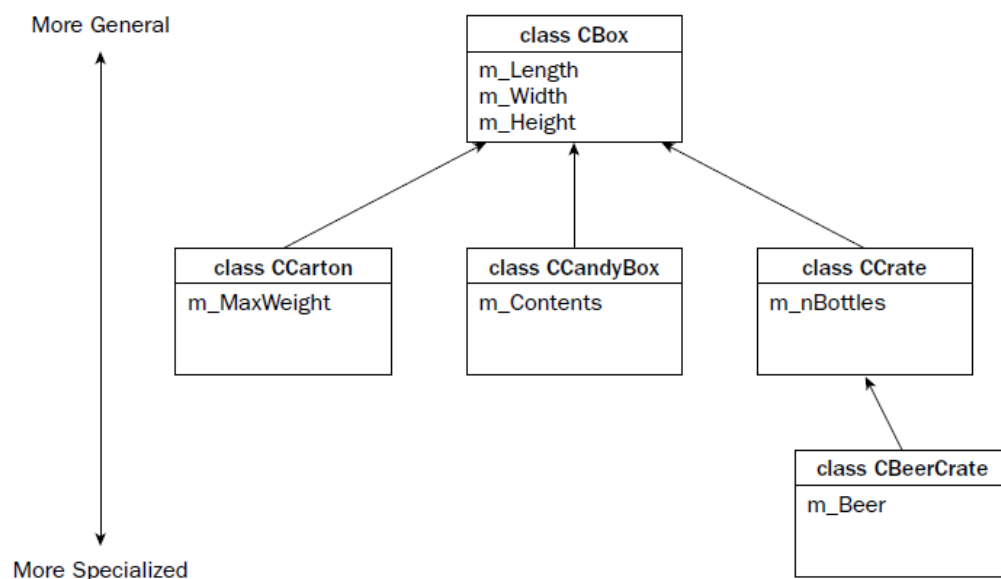 More General
class CBox
m_Length
m_Width
m_Height
class CCarton
m_MaxWeight
class CCandyBox
m_Contents
class CCrate
m_nBottles
class CBeerCrate
m_Beer
More Specialized